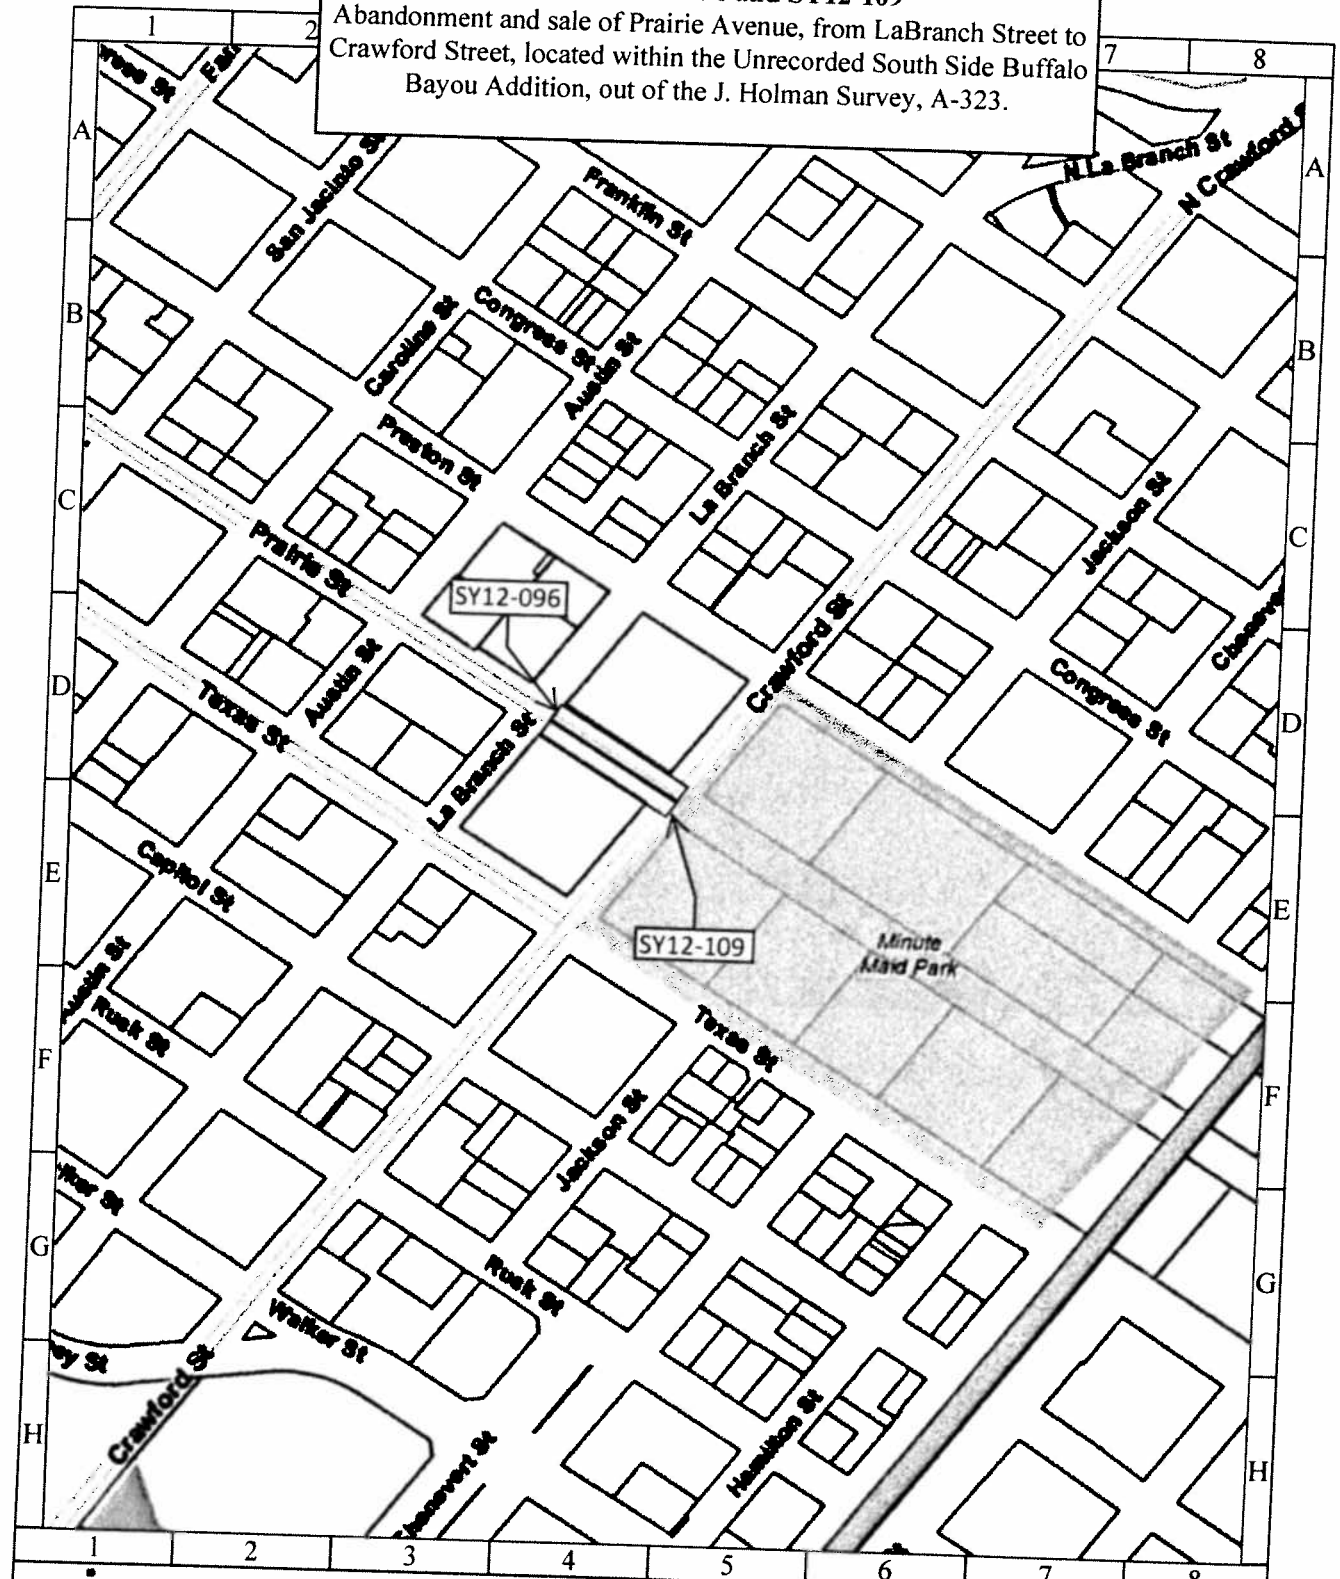 SY12-109
Abandonment and sale of Prairie Avenue, from LaBranch Street to
Crawford Street, located within the Unrecorded South Side Buffalo
Bayou Addition, out of the J. Holman Survey, A-323.
1
2
7
8
A
A
B
B
C
C
D
D
E
E
F
F
G
G
H
H
N La Branch St
N Crawford
San Jacinto St
Franklin St
Congress St
Caroline St
Austin St
Preston St
La Branch St
Jackson St
Prairie St
SY12-096
Crawford St
Congress St
Austin St
Texas St
La Branch St
Capitol St
SY12-109
Minute
Maid Park
Austin St
Rusk St
Texas St
Jackson St
Rusk St
Walker St
Crawford St
Hamilton St
1
2
3
4
5
6
7
8